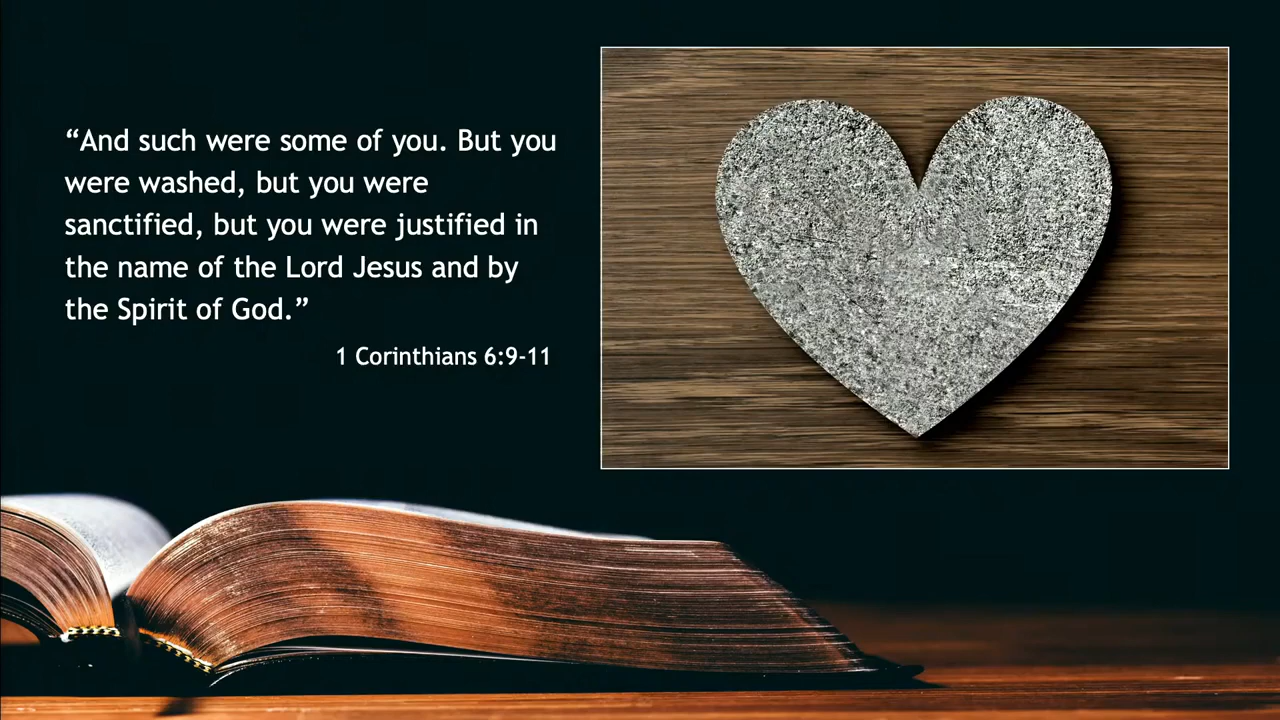 “And such were some of you. But you
were washed, but you were
sanctified, but you were justified in
the name of the Lord Jesus and by
the Spirit of God.”
1 Corinthians 6:9-11